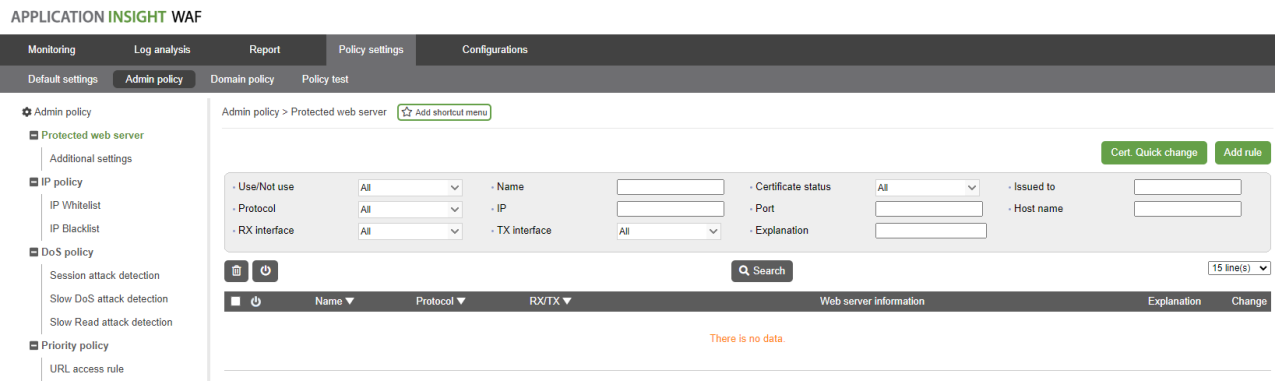 APPLICATION INSIGHT WAF
Monitoring Log analysis Report Policy settings Configurations
Default settings Admin policy Domain policy Policy test
Admin policy
Protected web server
Additional settings
IP policy
IP Whitelist
IP Blacklist
DoS policy
Session attack detection
Slow DoS attack detection
Slow Read attack detection
Priority policy
URL access rule
Admin policy > Protected web server Add shortcut menu
Cert. Quick change Add rule
Use/Not use All Name Certificate status All Issued to
Protocol All IP Port Host name
RX interface All TX interface All Explanation
Search 15 line(s)
Name ▼ Protocol ▼ RX/TX ▼ Web server information Explanation Change
There is no data.